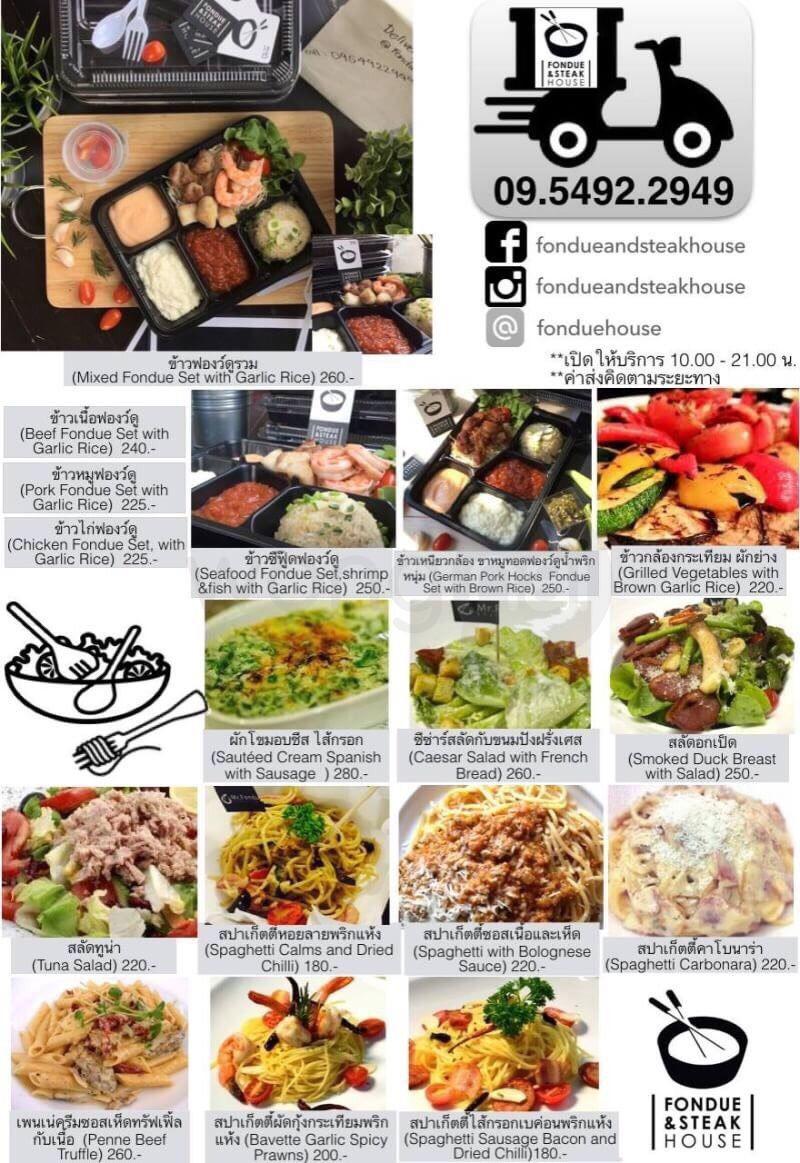 FONDUE
& STEAK
HOUSE
FONDUE
& STEAK
HOUSE
09.5492.2949
fondueandsteakhouse
fondueandsteakhouse
@ fonduehouse
**เปิดให้บริการ 10.00 - 21.00 น.
**ค่าส่งคิดตามระยะทาง
ข้าวฟองว์ดูรวม
(Mixed Fondue Set with Garlic Rice) 260.-
ข้าวเนื้อฟองว์ดู
(Beef Fondue Set with
Garlic Rice) 240.-
ข้าวหมูฟองว์ดู
(Pork Fondue Set with
Garlic Rice) 225.-
ข้าวไก่ฟองว์ดู
(Chicken Fondue Set, with
Garlic Rice) 225.-
FONDUE
& STEAK
HOUSE
ข้าวซีฟู๊ดฟองว์ดู
(Seafood Fondue Set,shrimp
&fish with Garlic Rice) 250.-
ข้าวเหนียวกล้อง ขาหมูทอดฟองว์ดูน้ำพริก
หนุ่ม (German Pork Hocks Fondue
Set with Brown Rice) 250.-
ข้าวกล้องกระเทียม ผักย่าง
(Grilled Vegetables with
Brown Garlic Rice) 220.-
ผักโขมอบชีส ไส้กรอก
(Sautéed Cream Spanish
with Sausage ) 280.-
ซีซ่าร์สลัดกับขนมปังฝรั่งเศส
(Caesar Salad with French
Bread) 260.-
สลัดอกเป็ด
(Smoked Duck Breast
with Salad) 250.-
สลัดทูน่า
(Tuna Salad) 220.-
สปาเก็ตตี้หอยลายพริกแห้ง
(Spaghetti Calms and Dried
Chilli) 180.-
สปาเก็ตตี้ซอสเนื้อและเห็ด
(Spaghetti with Bolognese
Sauce) 220.-
สปาเก็ตตี้คาโบนาร่า
(Spaghetti Carbonara) 220.-
เพนเน่ครีมซอสเห็ดทรัฟเฟิ้ล
กับเนื้อ (Penne Beef
Truffle) 260.-
สปาเก็ตตี้ผัดกุ้งกระเทียมพริก
แห้ง (Bavette Garlic Spicy
Prawns) 200.-
สปาเก็ตตี้ไส้กรอกเบค่อนพริกแห้ง
(Spaghetti Sausage Bacon and
Dried Chilli)180.-
FONDUE
& STEAK
HOUSE